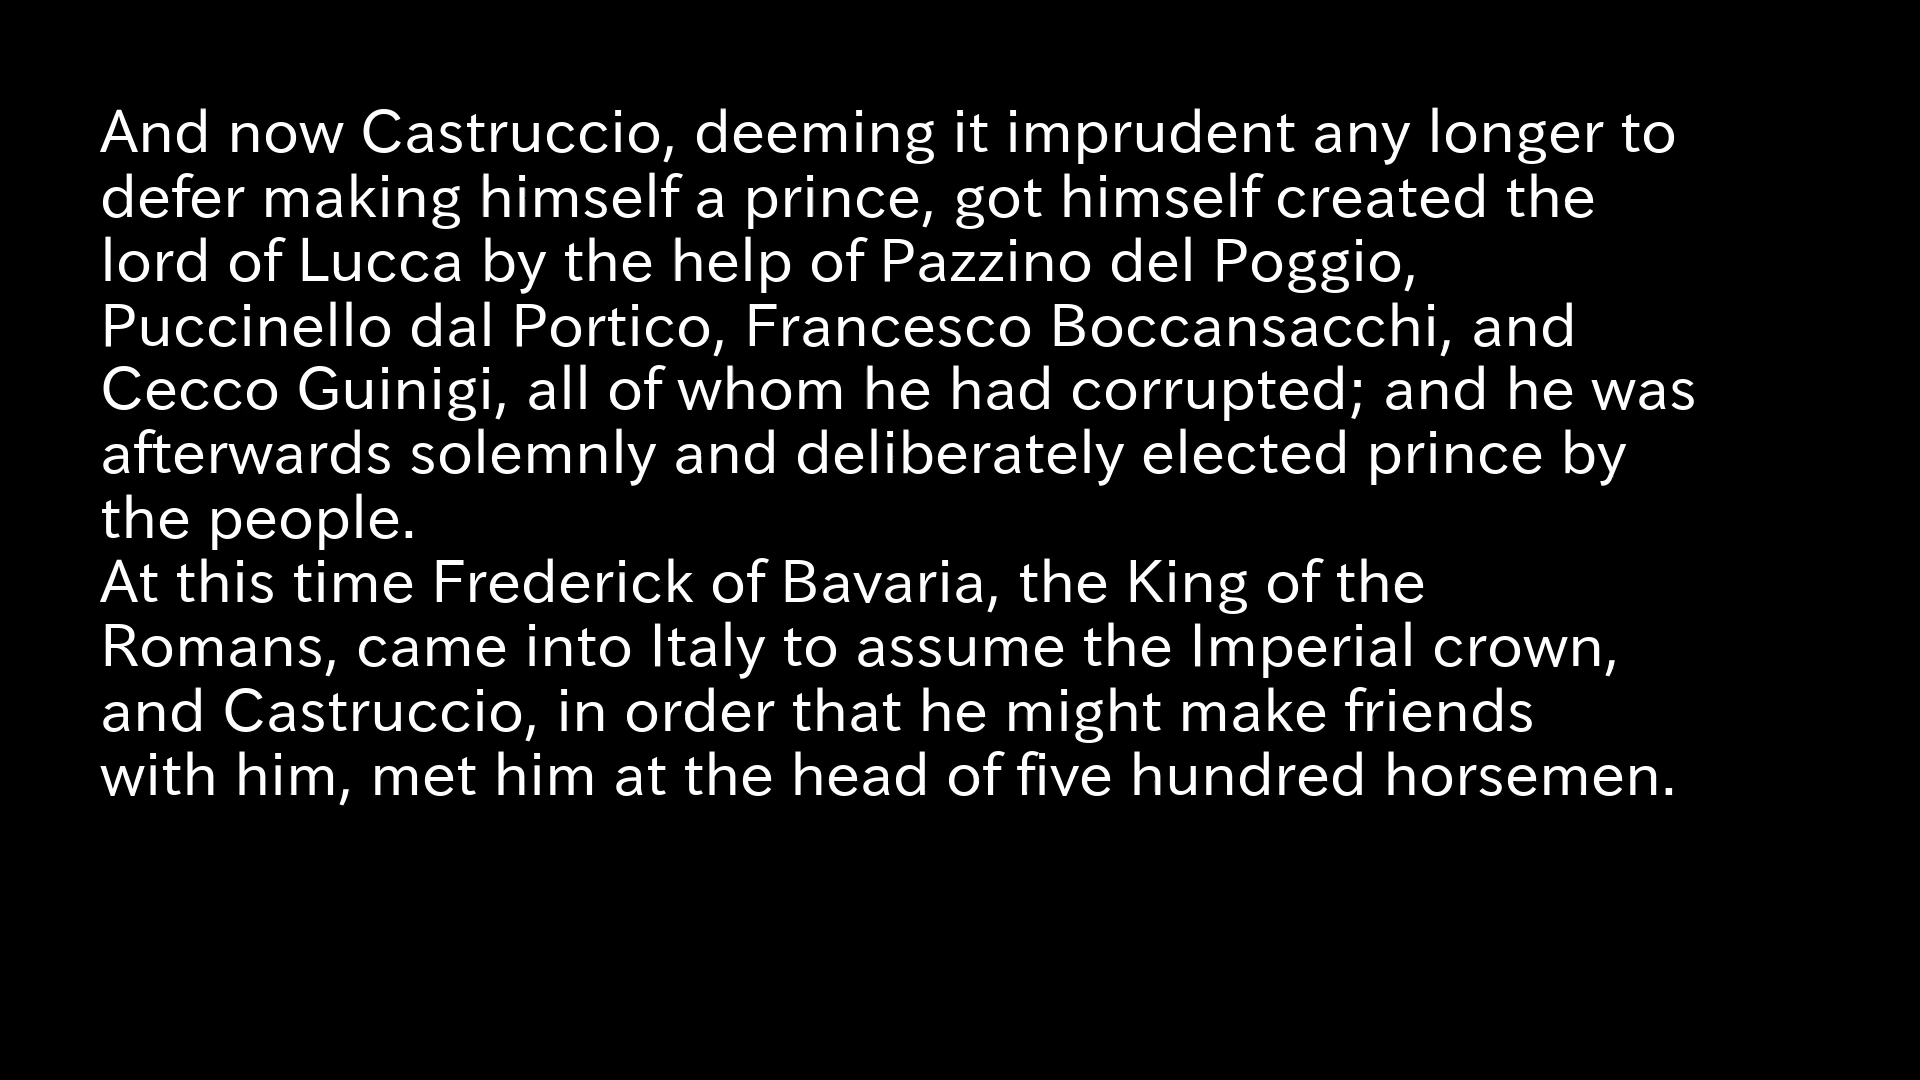 And now Castruccio, deeming it imprudent any longer to
defer making himself a prince, got himself created the
lord of Lucca by the help of Pazzino del Poggio,
Puccinello dal Portico, Francesco Boccansacchi, and
Cecco Guinigi, all of whom he had corrupted; and he was
afterwards solemnly and deliberately elected prince by
the people.
At this time Frederick of Bavaria, the King of the
Romans, came into Italy to assume the Imperial crown,
and Castruccio, in order that he might make friends
with him, met him at the head of five hundred horsemen.